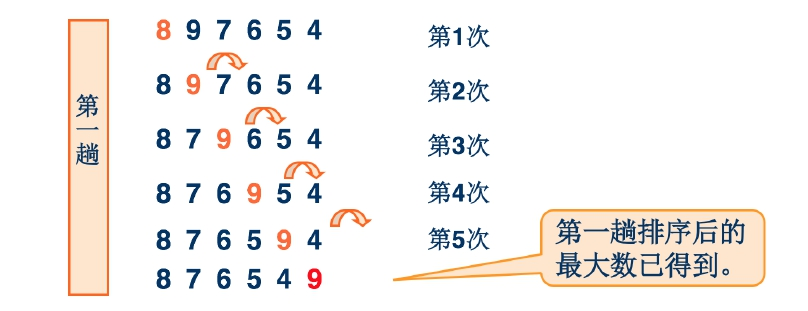 第一趟
8 9 7 6 5 4 第1次
8 9 7 6 5 4 第2次
8 7 9 6 5 4 第3次
8 7 6 9 5 4 第4次
8 7 6 5 9 4 第5次
8 7 6 5 4 9
第一趟排序后的
最大数已得到。